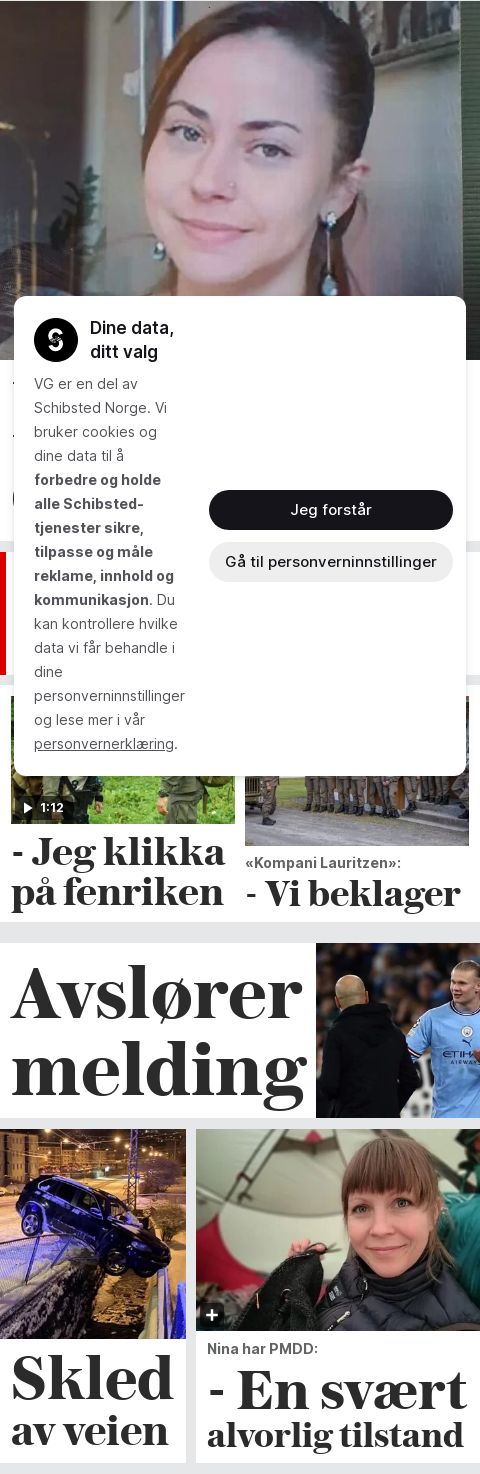 Dine data,
ditt valg
VG er en del av
Schibsted Norge. Vi
bruker cookies og
dine data til å
forbedre og holde
alle Schibsted-
tjenester sikre,
tilpasse og måle
reklame, innhold og
kommunikasjon. Du
kan kontrollere hvilke
data vi får behandle i
dine
personverninnstillinger
og lese mer i vår
personvernerklæring.
Jeg forstår
Gå til personverninnstillinger
1:12
- Jeg klikka
på fenriken
«Kompani Lauritzen»:
- Vi beklager
Avslører
melding
ETIHAD
AIRWAYS
Skled
av veien
Nina har PMDD:
- En svært
alvorlig tilstand